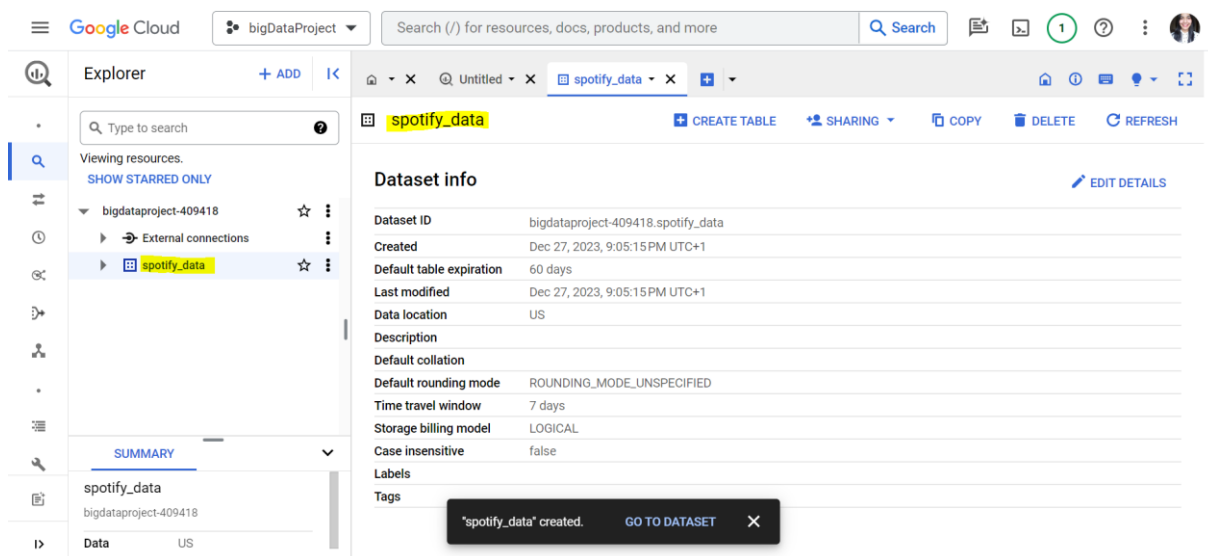 Google Cloud
bigDataProject
Search (/) for resources, docs, products, and more
Search
1
Explorer
+ ADD
Untitled
spotify_data
Type to search
Viewing resources.
SHOW STARRED ONLY
bigdataproject-409418
External connections
spotify_data
SUMMARY
spotify_data
bigdataproject-409418
Data US
spotify_data
CREATE TABLE
SHARING
COPY
DELETE
REFRESH
Dataset info
EDIT DETAILS
Dataset ID bigdataproject-409418.spotify_data
Created Dec 27, 2023, 9:05:15 PM UTC+1
Default table expiration 60 days
Last modified Dec 27, 2023, 9:05:15 PM UTC+1
Data location US
Description
Default collation
Default rounding mode ROUNDING_MODE_UNSPECIFIED
Time travel window 7 days
Storage billing model LOGICAL
Case insensitive false
Labels
Tags
"spotify_data" created. GO TO DATASET